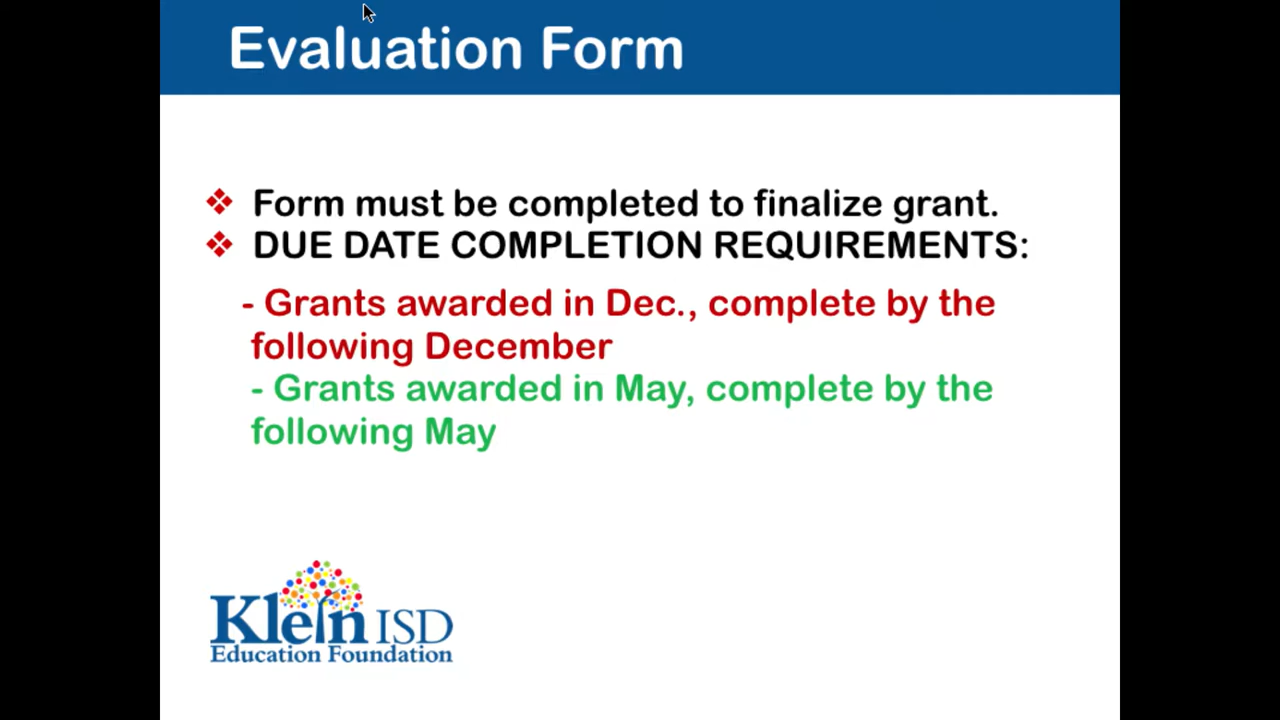 Evaluation Form
❖ Form must be completed to finalize grant.
❖ DUE DATE COMPLETION REQUIREMENTS:
- Grants awarded in Dec., complete by the
following December
- Grants awarded in May, complete by the
following May
Klein ISD
Education Foundation